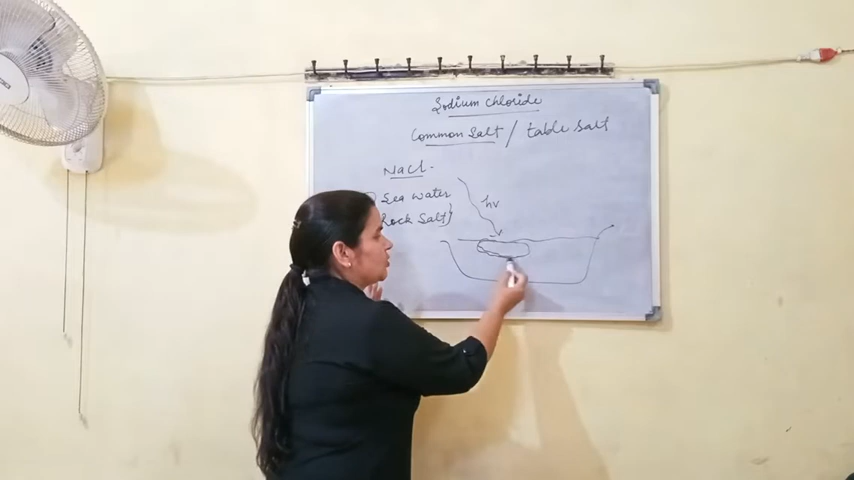 Sodium Chloride
Common Salt / table Salt
NaCl -
Sea Water
Rock Salt
hv